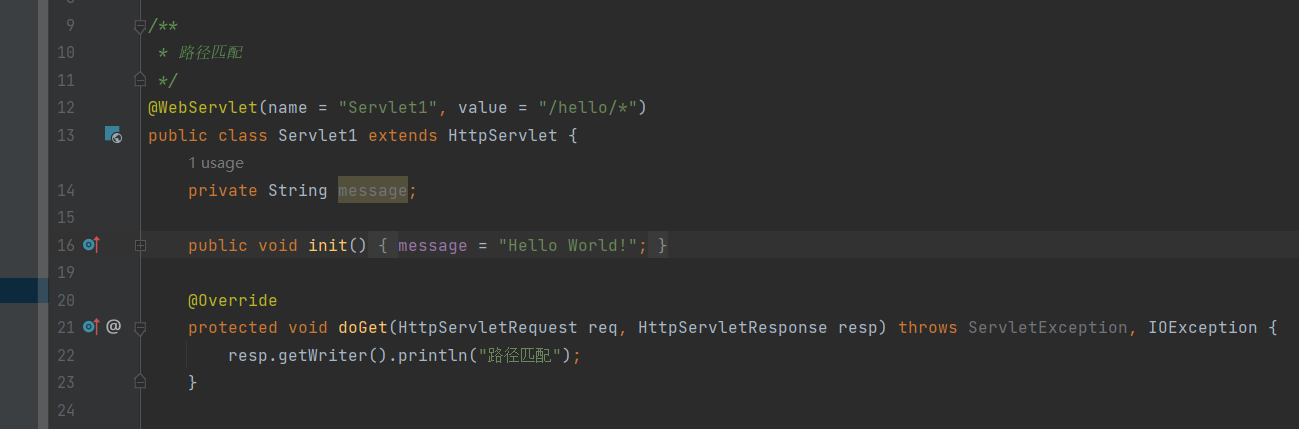 9 /**
10 * 路径匹配
11 */
12 @WebServlet(name = "Servlet1", value = "/hello/*")
13 public class Servlet1 extends HttpServlet {
1 usage
14 private String message;
15
16 public void init() { message = "Hello World!"; }
19
20 @Override
21 @ protected void doGet(HttpServletRequest req, HttpServletResponse resp) throws ServletException, IOException {
22 resp.getWriter().println("路径匹配");
23 }
24